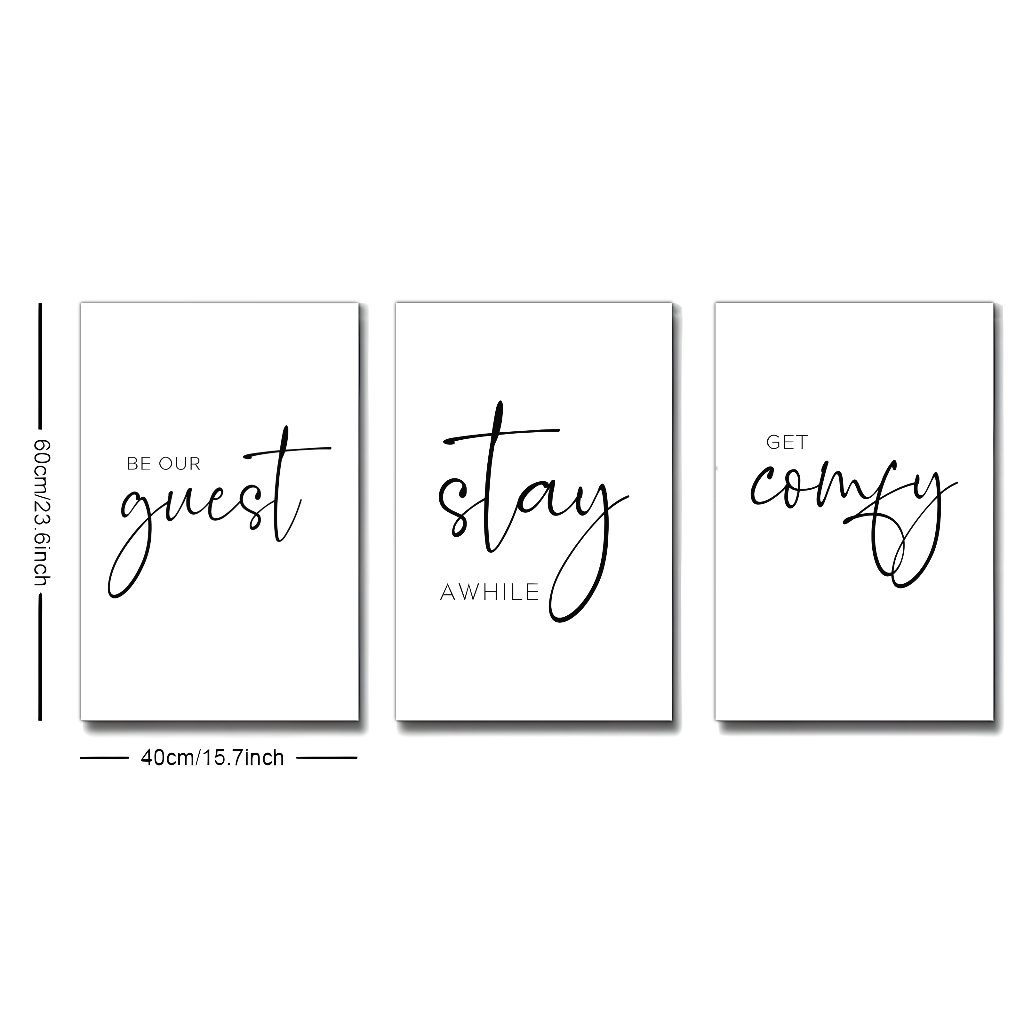 BE OUR
guest
stay
AWHILE
GET
comfy
60cm/23.6inch
40cm/15.7inch